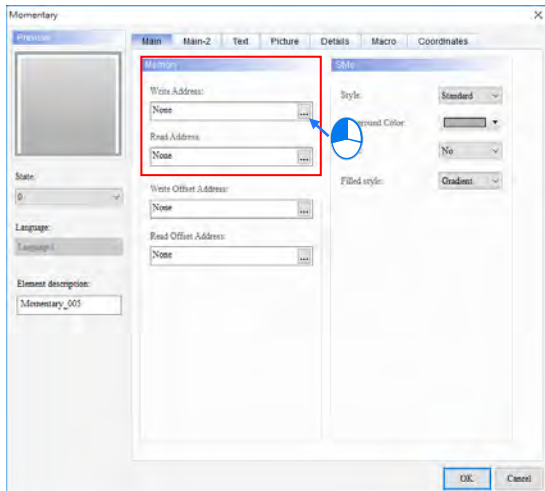 Momentary
Preview
Main Main-2 Text Picture Details Macro Coordinates
Memory
Style
Write Address:
None
...
Read Address:
None
...
Write Offset Address:
None
...
Read Offset Address:
None
...
Style:
Standard
Color:
No
Filled style:
Gradient
State:
0
Language:
Language1
Element description:
Momentary_005
OK
Cancel